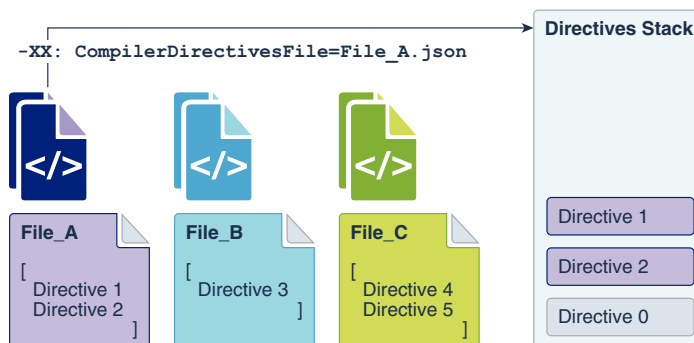 Directives Stack
-XX: CompilerDirectivesFile=File_A.json
</>
</>
</>
File_A
[
Directive 1
Directive 2
]
File_B
[
Directive 3
]
File_C
[
Directive 4
Directive 5
]
Directive 1
Directive 2
Directive 0